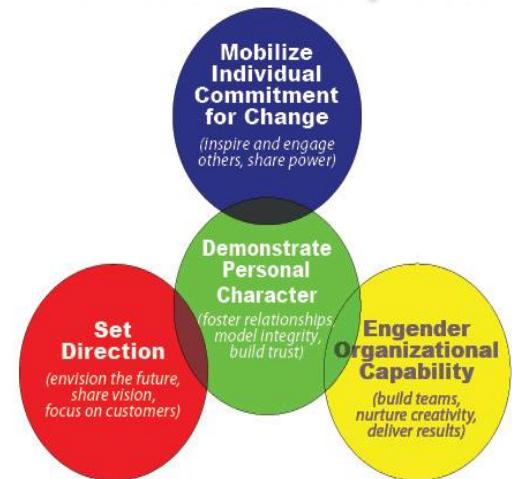 Mobilize
Individual
Commitment
for Change
(inspire and engage
others, share power)
Demonstrate
Personal
Character
(foster relationships,
model integrity,
build trust)
Set
Direction
(envision the future,
share vision,
focus on customers)
Engender
Organizational
Capability
(build teams,
nurture creativity,
deliver results)